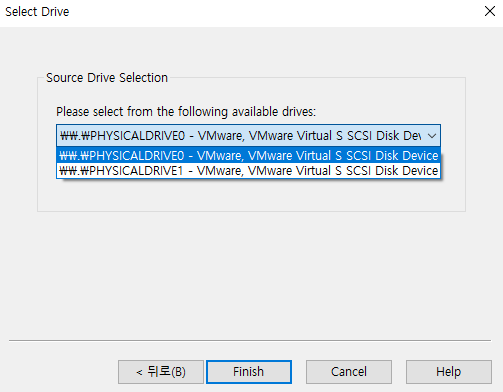 Select Drive
Source Drive Selection
Please select from the following available drives:
₩₩.₩PHYSICALDRIVE0 - VMware, VMware Virtual S SCSI Disk Dev
₩₩.₩PHYSICALDRIVE0 - VMware, VMware Virtual S SCSI Disk Device
₩₩.₩PHYSICALDRIVE1 - VMware, VMware Virtual S SCSI Disk Device
< 뒤로(B)
Finish
Cancel
Help